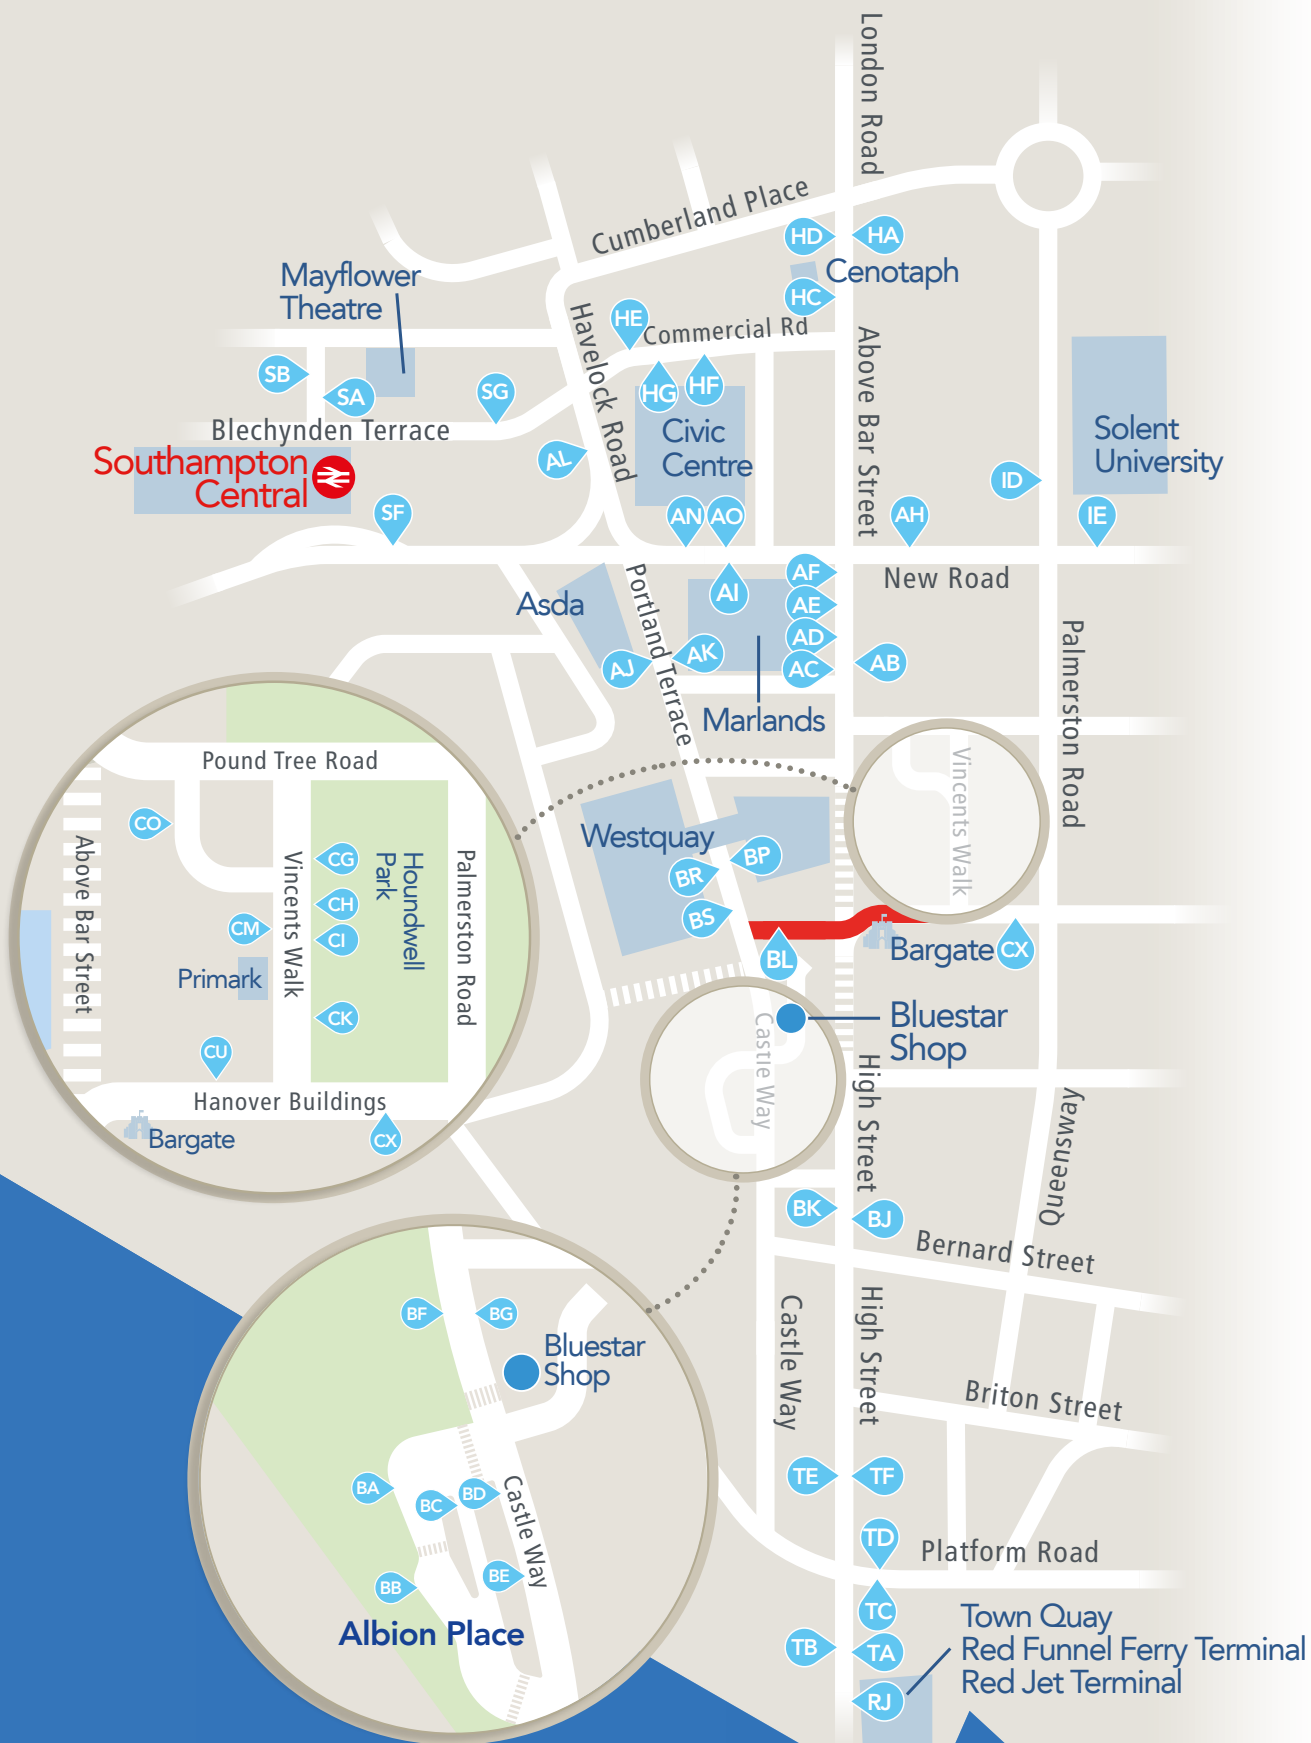 London Road
Cumberland Place
HD
HA
Cenotaph
HC
Mayflower
Theatre
Havelock Road
HE
Commercial Rd
Above Bar Street
SB
SA
SG
HG
HF
Blechynden Terrace
Civic
Centre
Solent
University
Southampton
Central
AL
ID
SF
AN
AO
AH
IE
New Road
AF
AI
AE
AD
AC
AB
Asda
Portland Terrace
AJ
AK
Marlands
Palmerston Road
Pound Tree Road
CO
Above Bar Street
Vincents Walk
CG
CH
CI
CM
CK
Houndwell
Park
Palmerston Road
Primark
CU
Hanover Buildings
Bargate
CX
Vincents Walk
Westquay
BP
BR
BS
BL
Bargate
CX
Bluestar
Shop
Castle Way
High Street
Queensway
BK
BJ
Bernard Street
BF
BG
Bluestar
Shop
Castle Way
High Street
Briton Street
BA
BC
BD
Castle Way
BE
BB
Albion Place
TE
TF
TD
Platform Road
TC
TB
TA
RJ
Town Quay
Red Funnel Ferry Terminal
Red Jet Terminal